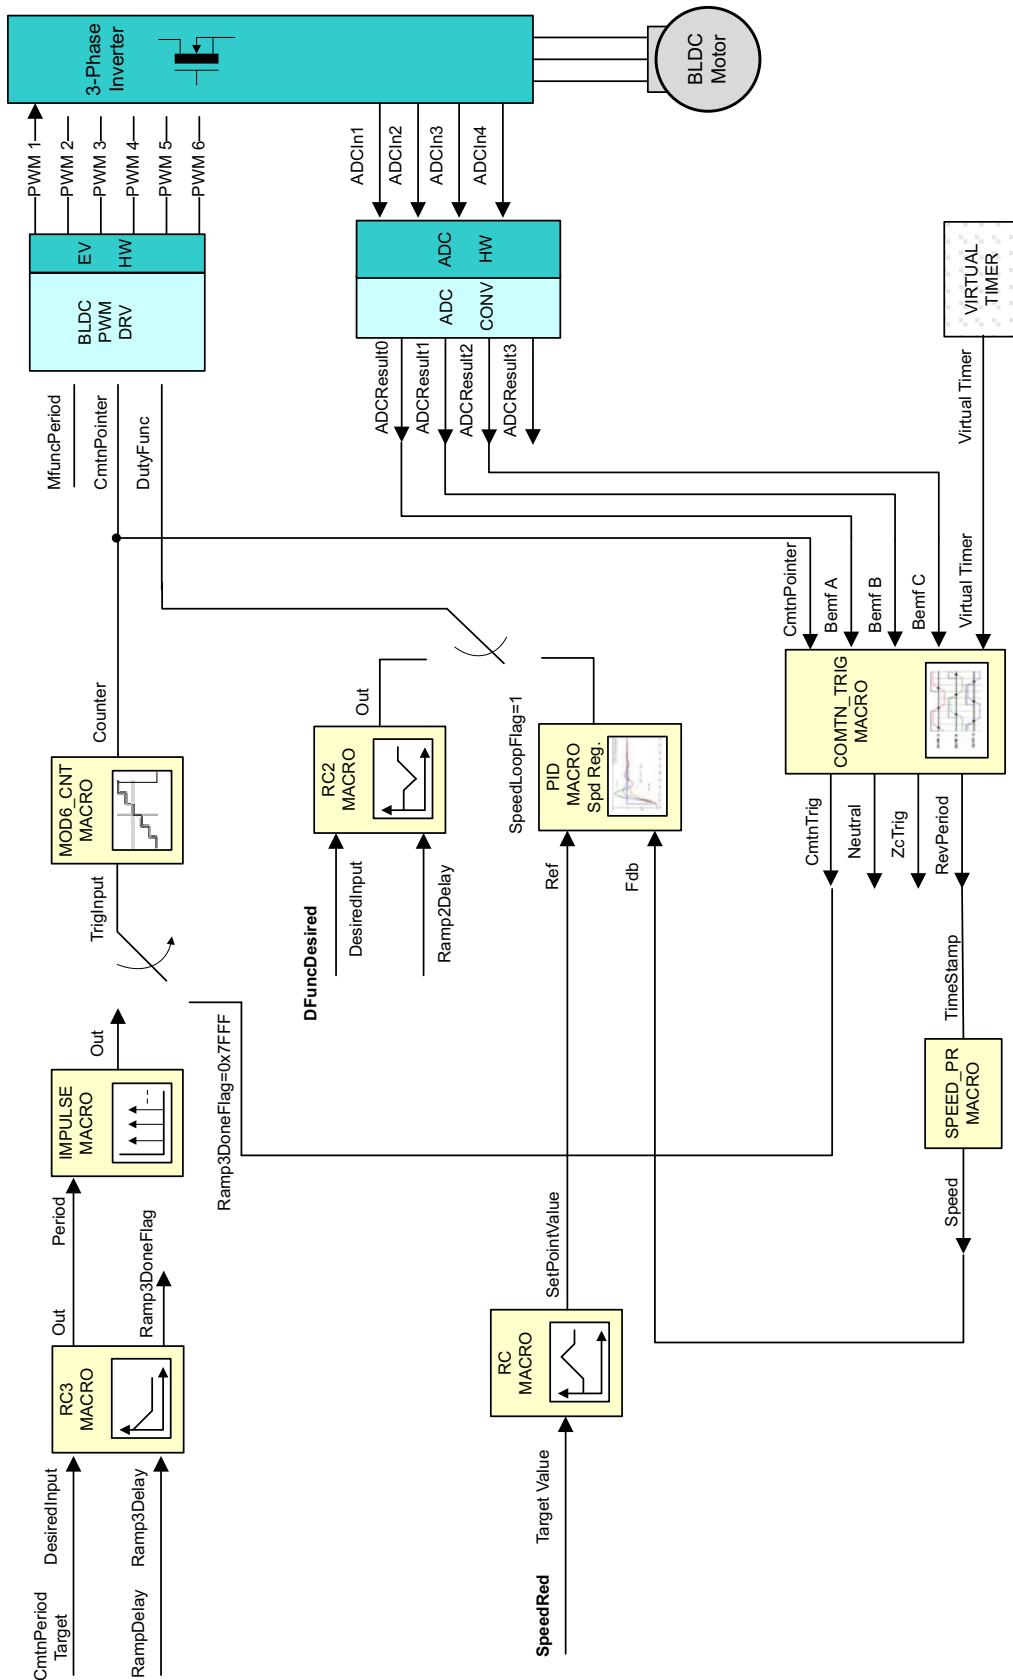 CmtnPeriod
Target
DesiredInput
RampDelay
Ramp3Delay
RC3
MACRO
Out
Period
Ramp3DoneFlag
IMPULSE
MACRO
Out
Ramp3DoneFlag=0x7FFF
TrigInput
MOD6_CNT
MACRO
Counter
MfuncPeriod
CmtnPointer
DutyFunc
BLDC
PWM
DRV
EV
HW
PWM 1
PWM 2
PWM 3
PWM 4
PWM 5
PWM 6
3-Phase
Inverter
BLDC
Motor
DFuncDesired
DesiredInput
Ramp2Delay
RC2
MACRO
Out
SpeedLoopFlag=1
ADCIn1
ADCIn2
ADCIn3
ADCIn4
ADC
HW
ADC
CONV
ADCResult0
ADCResult1
ADCResult2
ADCResult3
SpeedRed
Target Value
RC
MACRO
SetPointValue
Ref
Fdb
PID
MACRO
Spd Reg.
CmtnPointer
Bemf A
Bemf B
Bemf C
Virtual Timer
Virtual Timer
VIRTUAL
TIMER
COMTN_TRIG
MACRO
CmtnTrig
Neutral
ZcTrig
RevPeriod
TimeStamp
SPEED_PR
MACRO
Speed